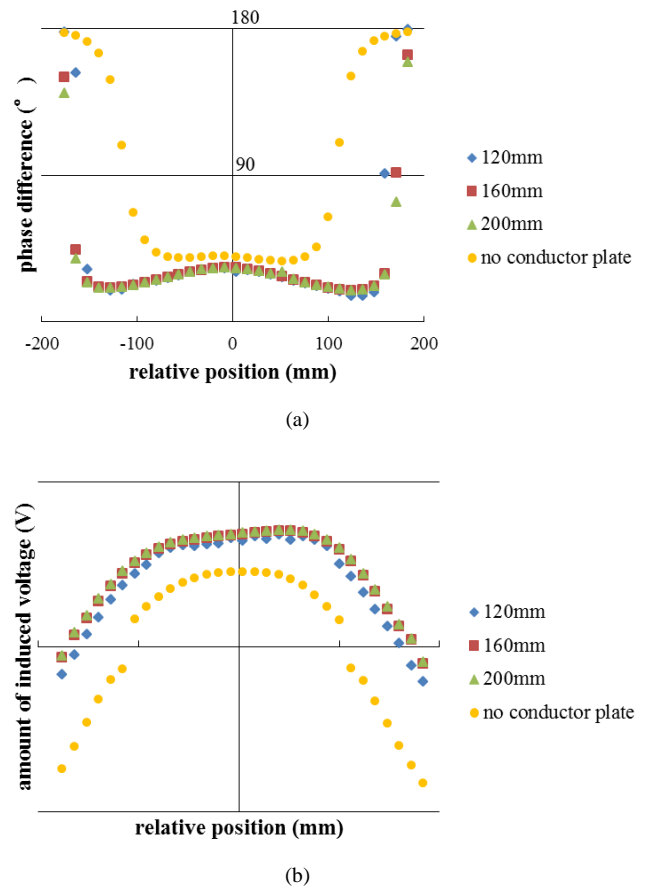 180
90
phase difference (°)
-200 -100 0 100 200
relative position (mm)
120mm
160mm
200mm
no conductor plate
(a)
amount of induced voltage (V)
relative position (mm)
120mm
160mm
200mm
no conductor plate
(b)